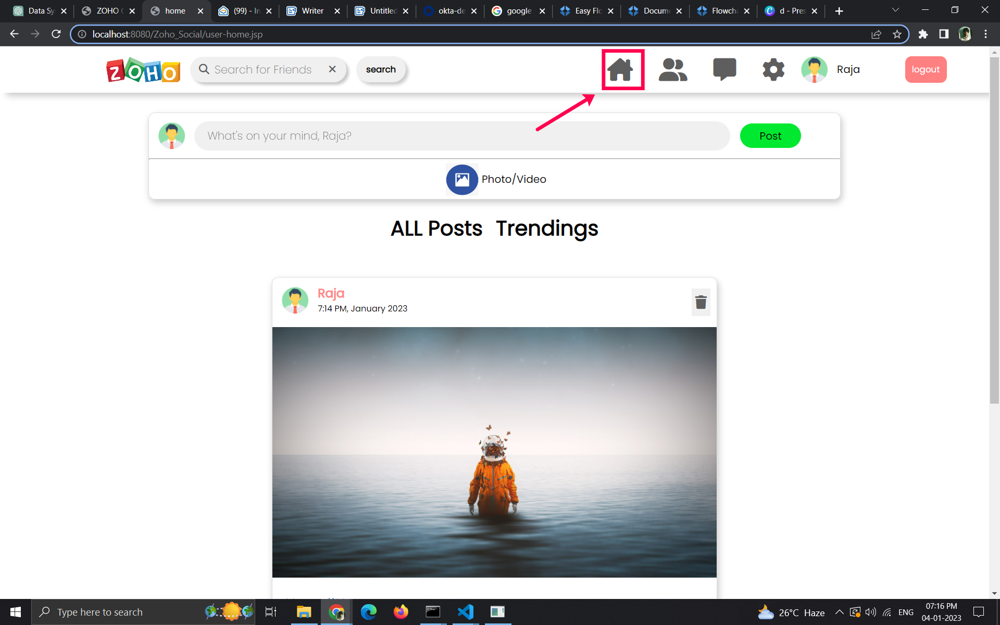 Data Sy
ZOHO
home
(99) - In
Writer
Untitled
okta-de
google
Easy Flo
Docum
Flowcha
d - Pres
localhost:8080/Zoho_Social/user-home.jsp
ZOHO
Search for Friends
search
Raja
logout
What's on your mind, Raja?
Post
Photo/Video
ALL Posts Trendings
Raja
7:14 PM, January 2023
Type here to search
26°C Haze
ENG
07:16 PM
04-01-2023